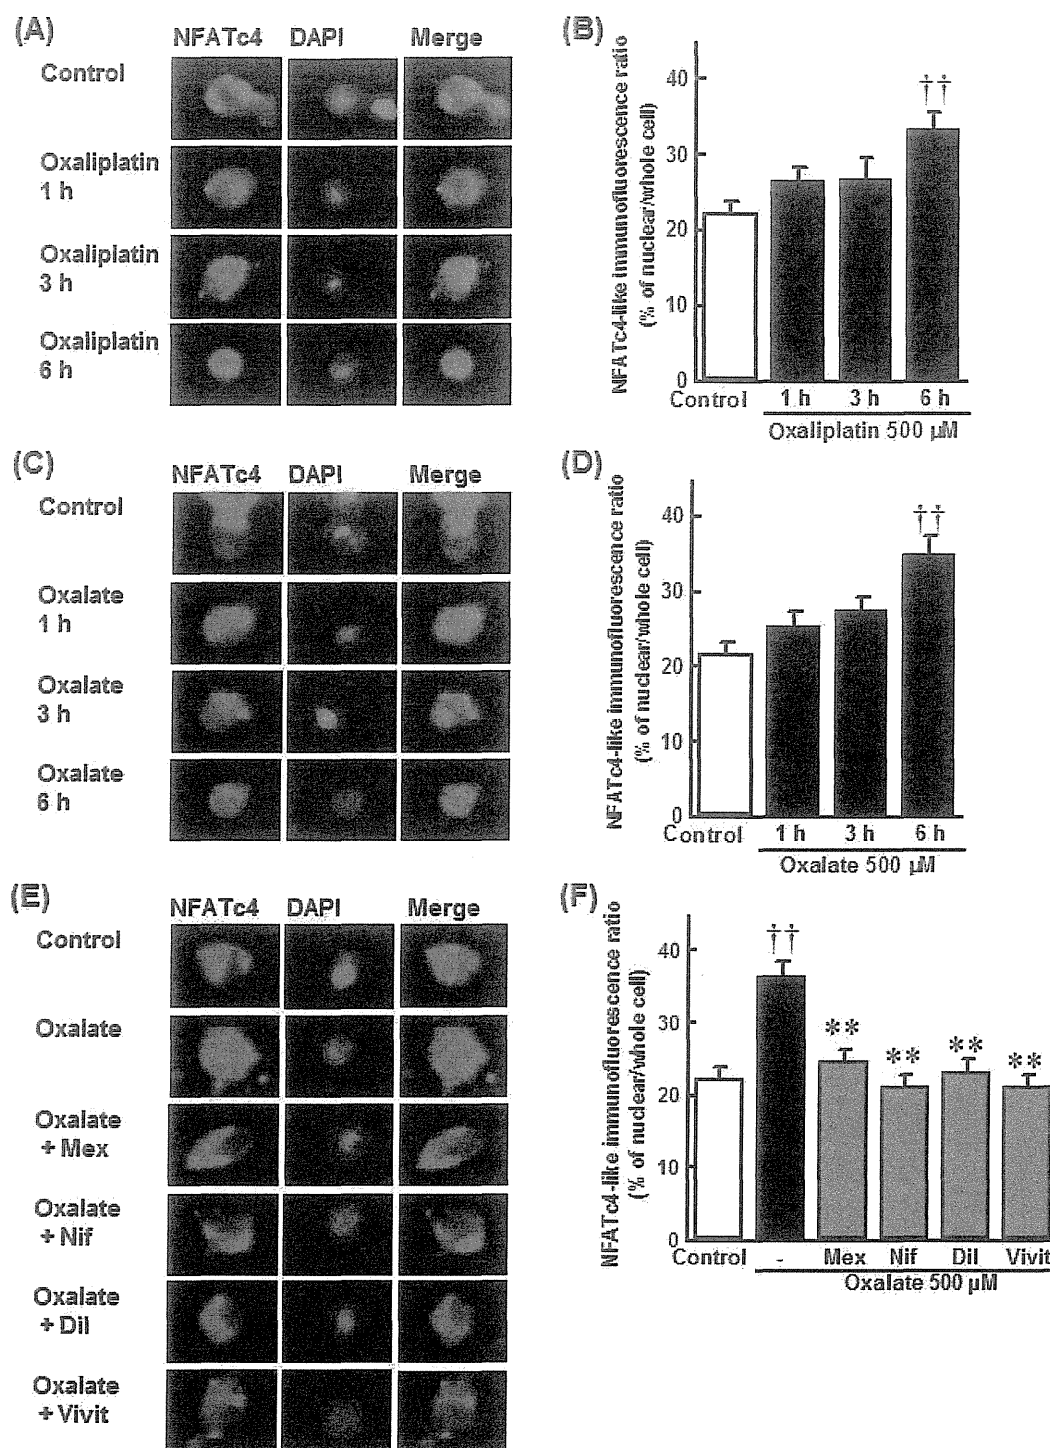 (A)
NFATc4 DAPI Merge
Control
Oxaliplatin
1 h
Oxaliplatin
3 h
Oxaliplatin
6 h
(B)
NFATc4-like immunofluorescence ratio
(% of nuclear/whole cell)
40
30
20
10
0
††
Control 1 h 3 h 6 h
Oxaliplatin 500 µM
(C)
NFATc4 DAPI Merge
Control
Oxalate
1 h
Oxalate
3 h
Oxalate
6 h
(D)
NFATc4-like immunofluorescence ratio
(% of nuclear/whole cell)
40
30
20
10
0
††
Control 1 h 3 h 6 h
Oxalate 500 µM
(E)
NFATc4 DAPI Merge
Control
Oxalate
Oxalate
+ Mex
Oxalate
+ Nif
Oxalate
+ Dil
Oxalate
+ Vivit
(F)
NFATc4-like immunofluorescence ratio
(% of nuclear/whole cell)
40
30
20
10
0
††
** ** ** **
Control - Mex Nif Dil Vivit
Oxalate 500 µM